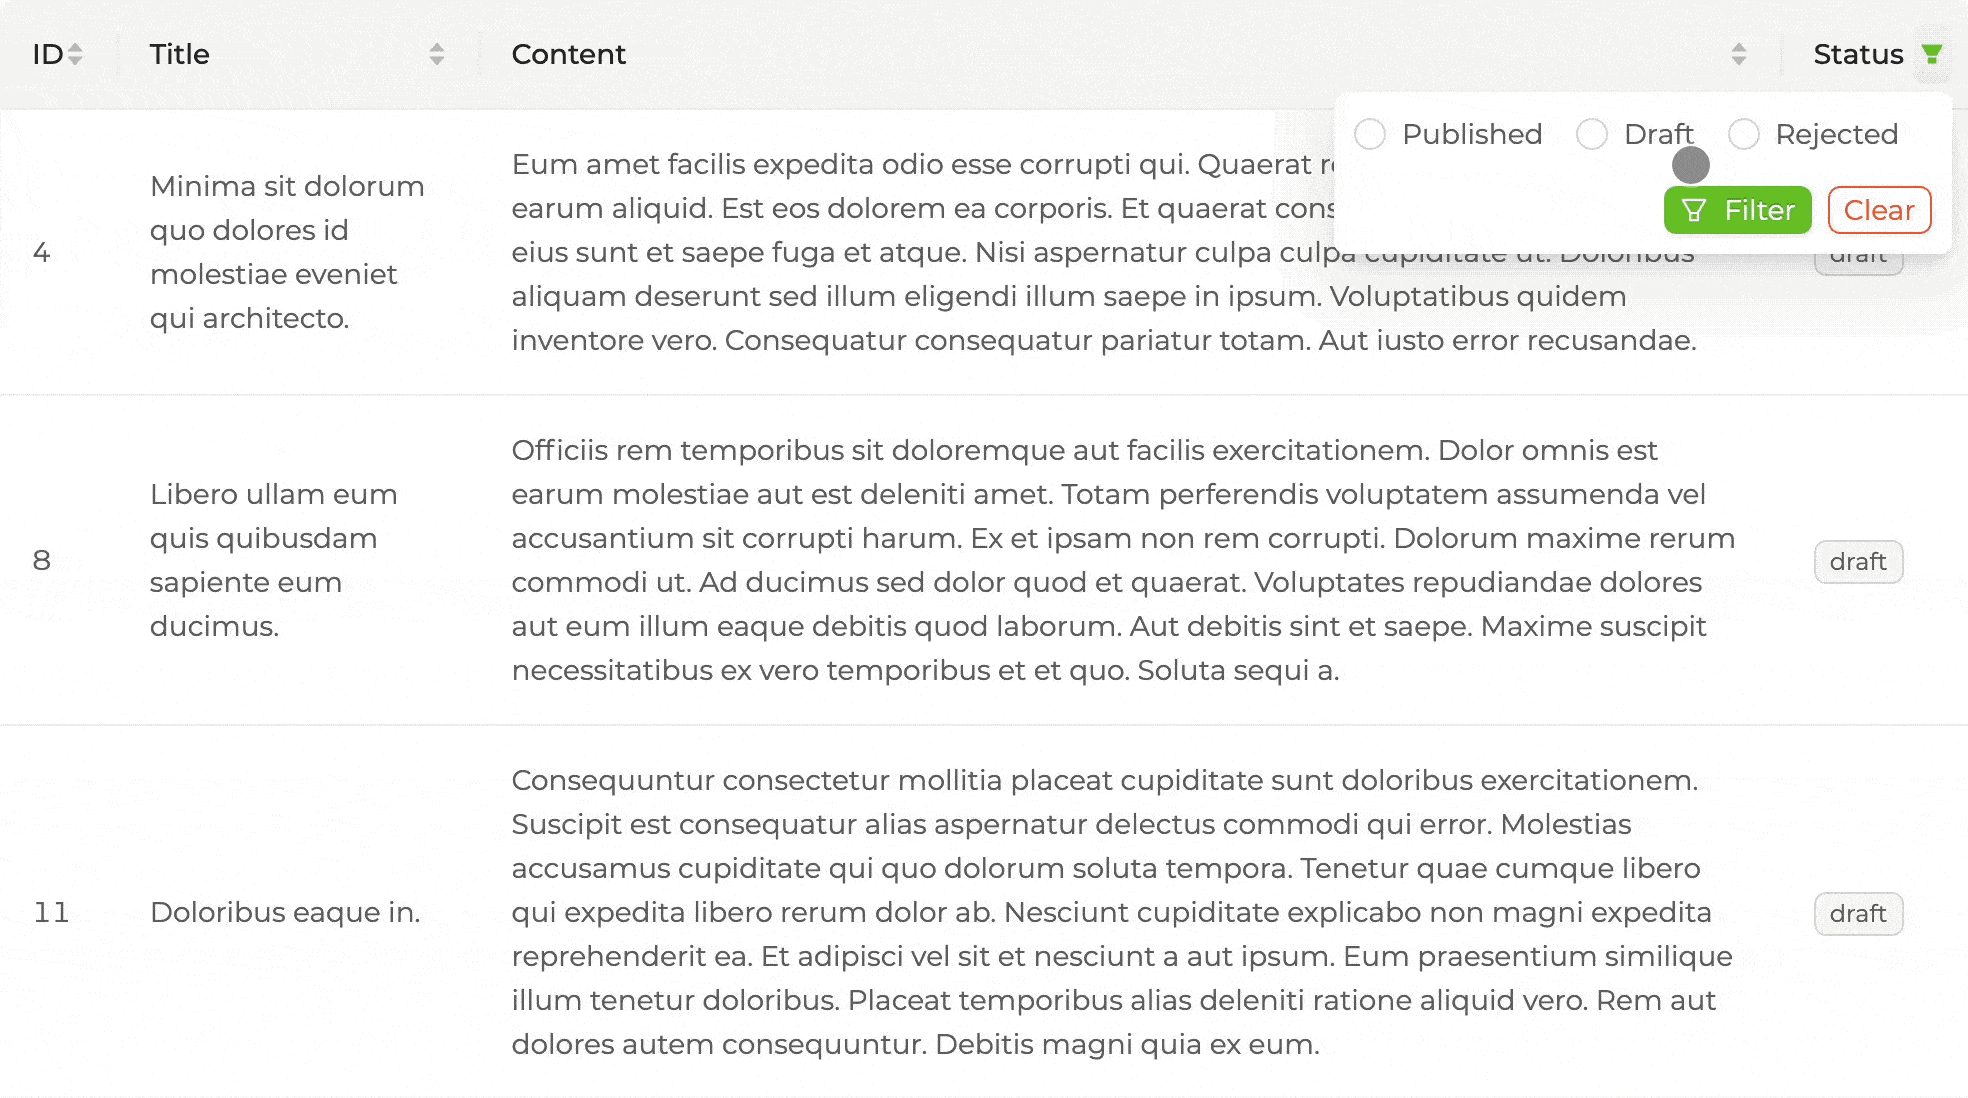 ID Title Content Status
Published Draft Rejected
Filter Clear
4
Minima sit dolorum
quo dolores id
molestiae eveniet
qui architecto.
Eum amet facilis expedita odio esse corrupti qui. Quaerat
earum aliquid. Est eos dolorem ea corporis. Et quaerat
eius sunt et saepe fuga et atque. Nisi aspernatur culpa culpa cupiditate ut. Doloribus
aliquam deserunt sed illum eligendi illum saepe in ipsum. Voluptatibus quidem
inventore vero. Consequatur consequatur pariatur totam. Aut iusto error recusandae.
draft
8
Libero ullam eum
quis quibusdam
sapiente eum
ducimus.
Officiis rem temporibus sit doloremque aut facilis exercitationem. Dolor omnis est
earum molestiae aut est deleniti amet. Totam perferendis voluptatem assumenda vel
accusantium sit corrupti harum. Ex et ipsam non rem corrupti. Dolorum maxime rerum
commodi ut. Ad ducimus sed dolor quod et quaerat. Voluptates repudiandae dolores
aut eum illum eaque debitis quod laborum. Aut debitis sint et saepe. Maxime suscipit
necessitatibus ex vero temporibus et et quo. Soluta sequi a.
draft
11
Doloribus eaque in.
Consequuntur consectetur mollitia placeat cupiditate sunt doloribus exercitationem.
Suscipit est consequatur alias aspernatur delectus commodi qui error. Molestias
accusamus cupiditate qui quo dolorum soluta tempora. Tenetur quae cumque libero
qui expedita libero rerum dolor ab. Nesciunt cupiditate explicabo non magni expedita
reprehenderit ea. Et adipisci vel sit et nesciunt a aut ipsum. Eum praesentium similique
illum tenetur doloribus. Placeat temporibus alias deleniti ratione aliquid vero. Rem aut
dolores autem consequuntur. Debitis magni quia ex eum.
draft